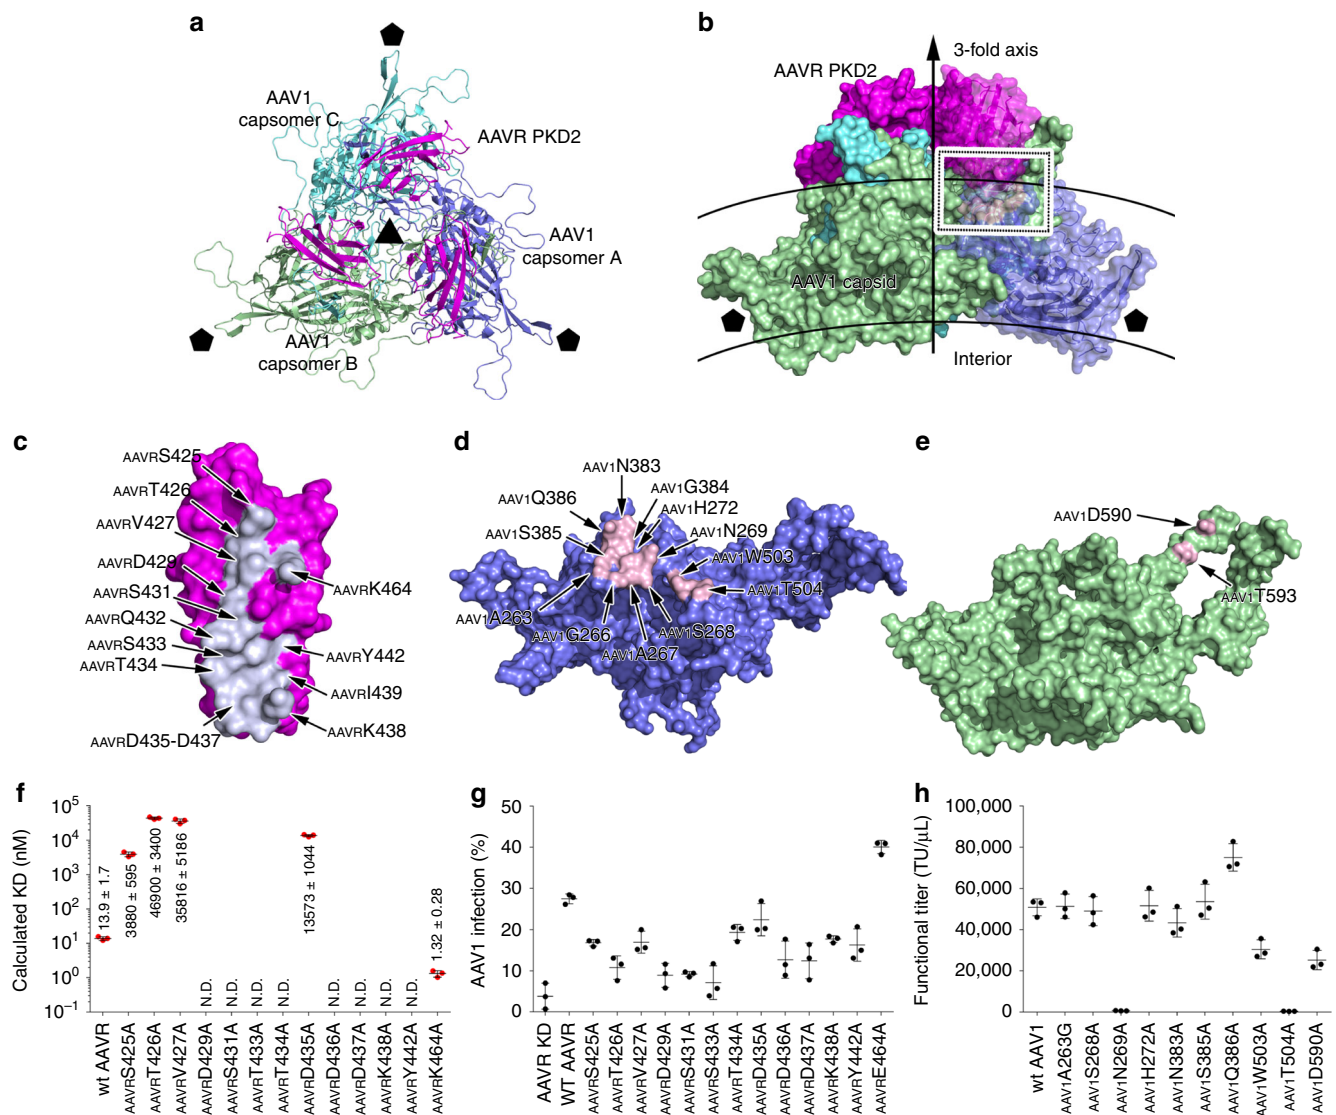 a
AAV1
capsomer C
AAVR PKD2
AAV1
capsomer A
AAV1
capsomer B
b
3-fold axis
AAVR PKD2
AAV1 capsid
Interior
c
AAVRS425
AAVRT426
AAVRV427
AAVRD429
AAVRS431
AAVRQ432
AAVRS433
AAVRT434
AAVRD435-D437
AAVRK464
AAVRY442
AAVRI439
AAVRK438
d
AAV1N383
AAV1G384
AAV1Q386
AAV1H272
AAV1S385
AAV1N269
AAV1W503
AAV1T504
AAV1A263
AAV1G266
AAV1S268
AAV1A267
e
AAV1D590
AAV1T593
f
Calculated KD (nM)
10^5
10^4
10^3
10^2
10^1
10^0
10^−1
13.9 ± 1.7
3880 ± 595
46900 ± 3400
35816 ± 5186
N.D.
N.D.
N.D.
N.D.
13573 ± 1044
N.D.
N.D.
N.D.
N.D.
1.32 ± 0.28
wt AAVR
AAVRS425A
AAVRT426A
AAVRV427A
AAVRD429A
AAVRS431A
AAVRT433A
AAVRT434A
AAVRD435A
AAVRD436A
AAVRD437A
AAVRK438A
AAVRY442A
AAVRK464A
g
AAV1 infection (%)
50
40
30
20
10
0
AAVR KD
WT AAVR
AAVRS425A
AAVRT426A
AAVRV427A
AAVRD429A
AAVRS431A
AAVRS433A
AAVRT434A
AAVRD435A
AAVRD436A
AAVRD437A
AAVRK438A
AAVRY442A
AAVRE464A
h
Functional titer (TU/μL)
100,000
80,000
60,000
40,000
20,000
0
wt AAV1
AAV1A263G
AAV1S268A
AAV1N269A
AAV1H272A
AAV1N383A
AAV1S385A
AAV1Q386A
AAV1W503A
AAV1T504A
AAV1D590A